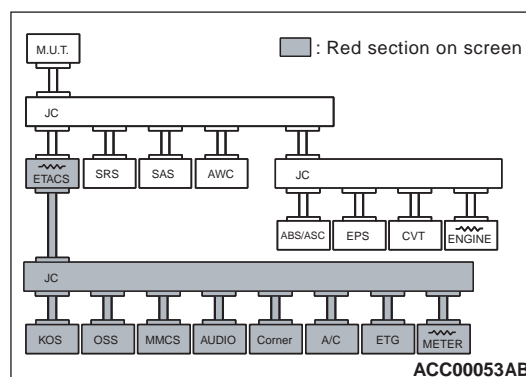 M.U.T.
: Red section on screen
JC
ETACS
SRS
SAS
AWC
JC
ABS/ASC
EPS
CVT
ENGINE
JC
KOS
OSS
MMCS
AUDIO
Corner
A/C
ETG
METER
ACC00053AB